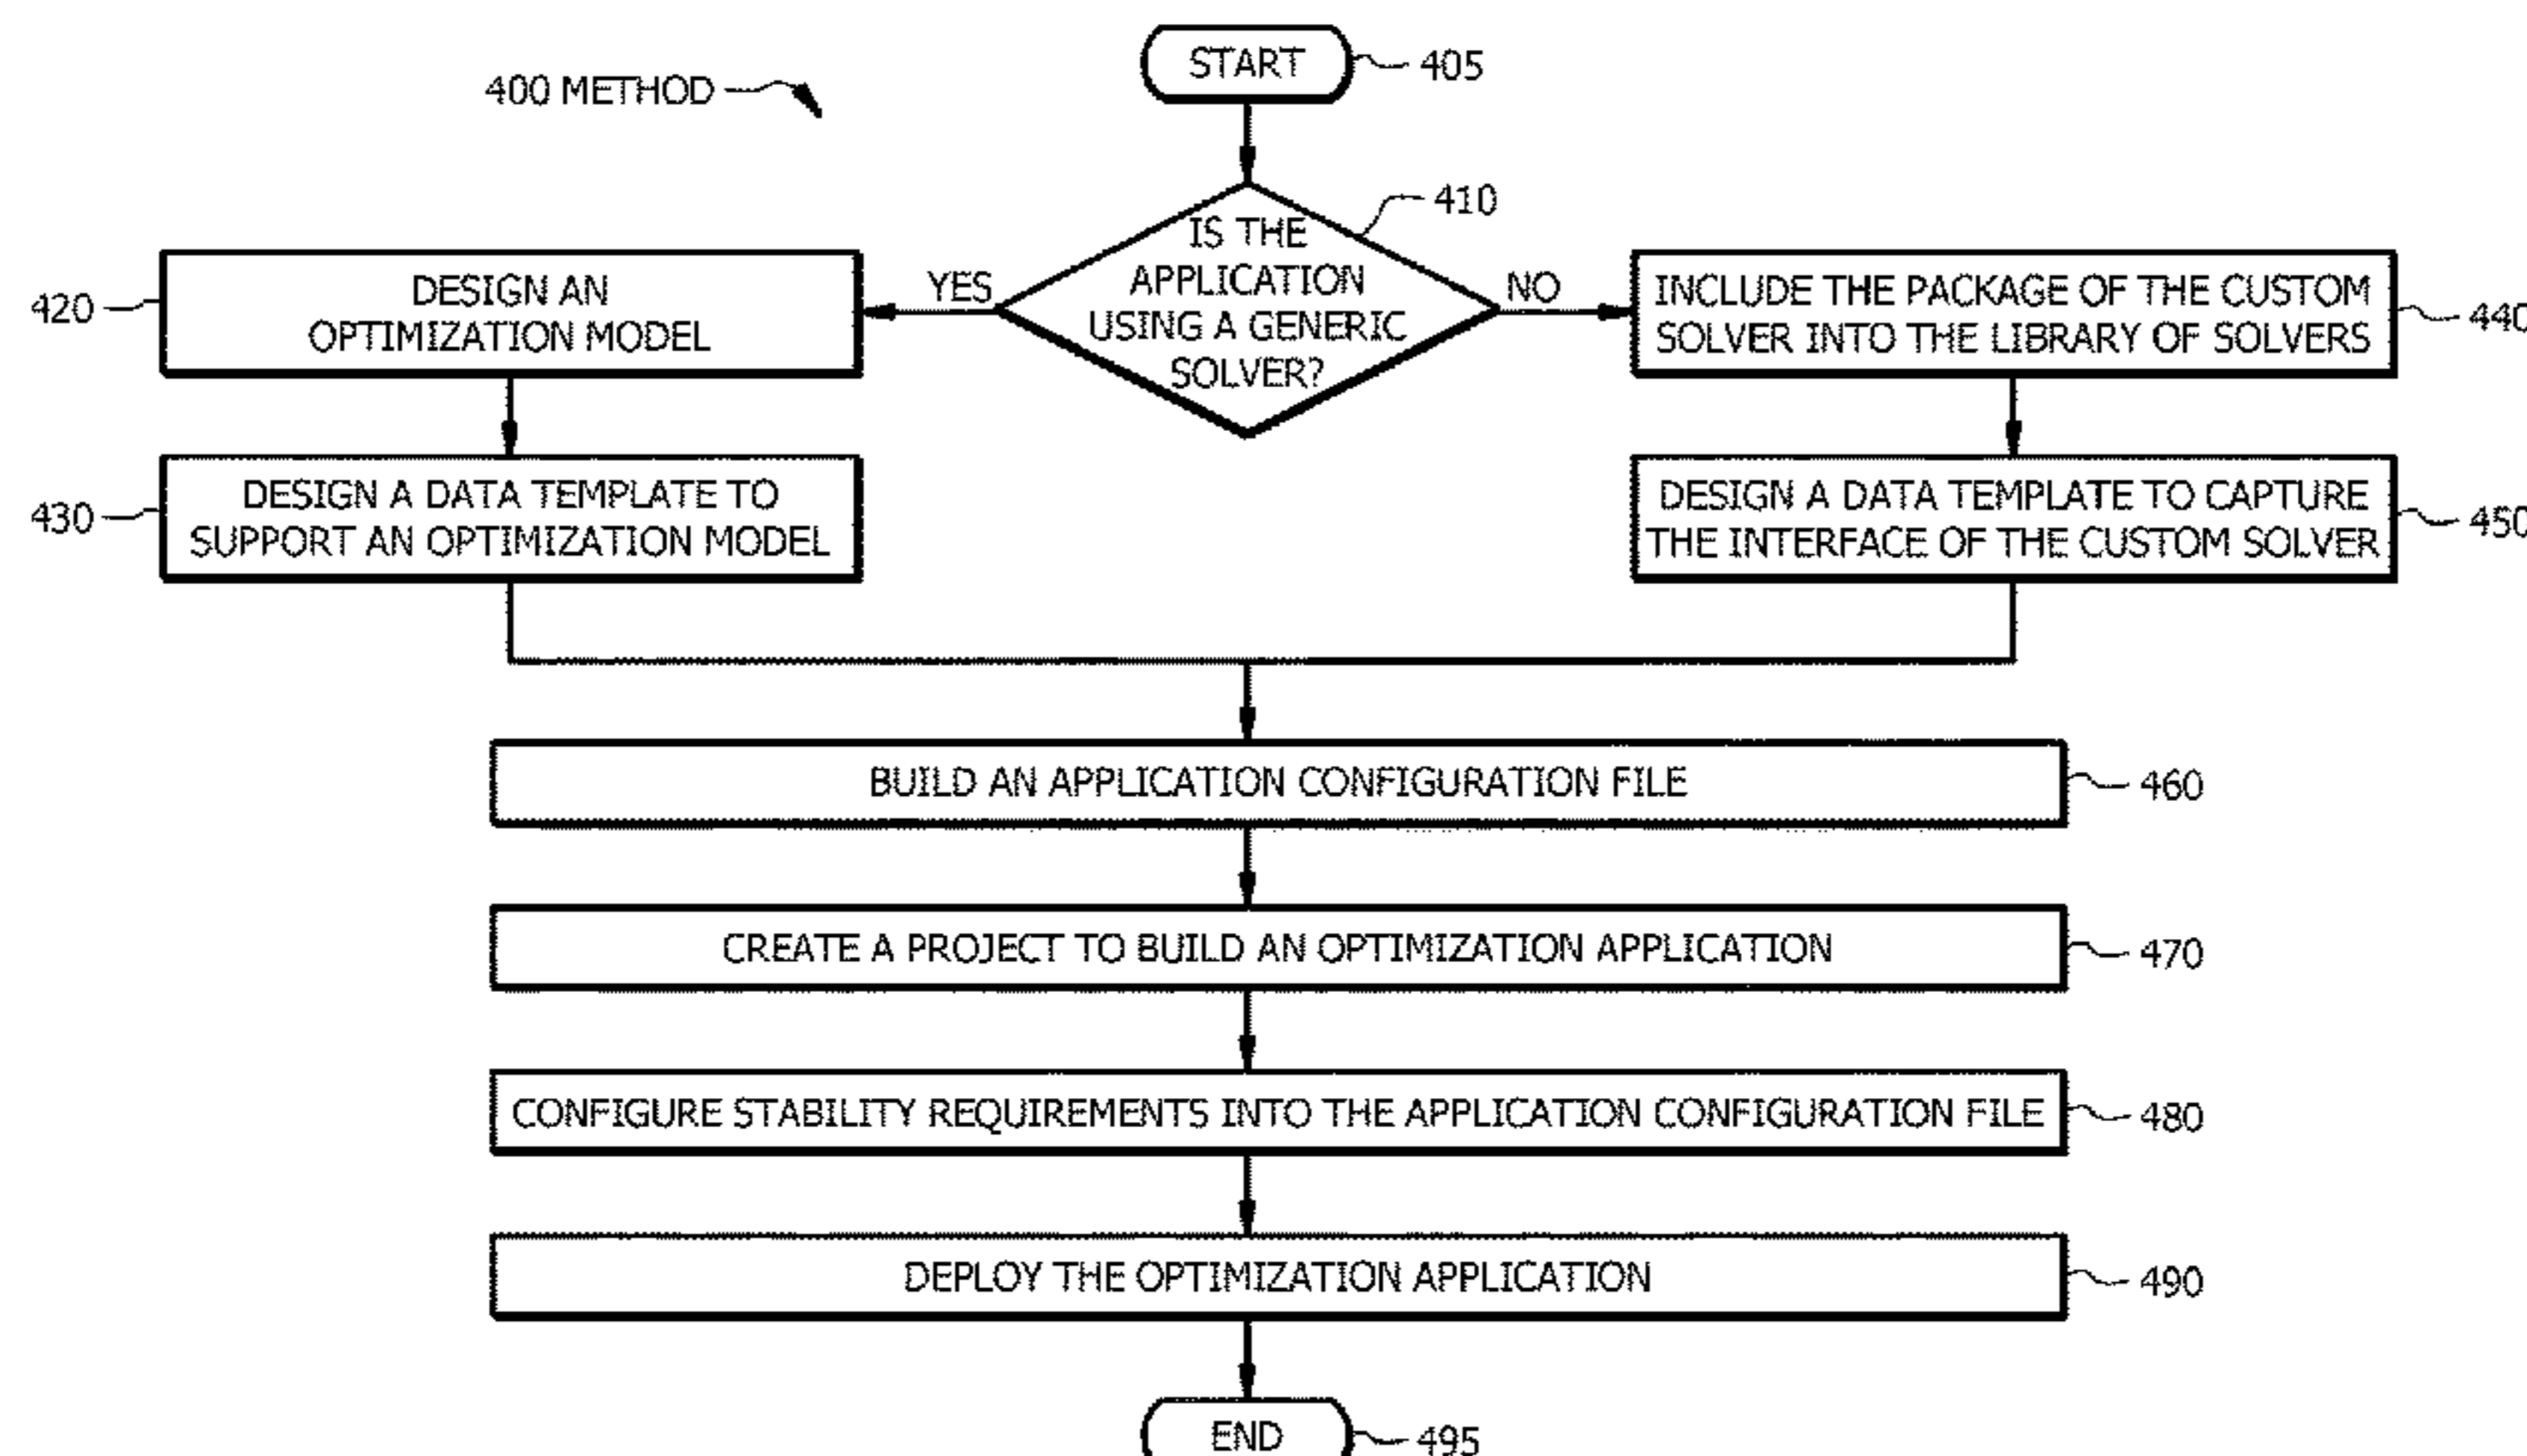 START
405
400 METHOD
410
IS THE
APPLICATION
USING A GENERIC
SOLVER?
YES
NO
420
DESIGN AN
OPTIMIZATION MODEL
INCLUDE THE PACKAGE OF THE CUSTOM
SOLVER INTO THE LIBRARY OF SOLVERS
440
430
DESIGN A DATA TEMPLATE TO
SUPPORT AN OPTIMIZATION MODEL
DESIGN A DATA TEMPLATE TO CAPTURE
THE INTERFACE OF THE CUSTOM SOLVER
450
BUILD AN APPLICATION CONFIGURATION FILE
460
CREATE A PROJECT TO BUILD AN OPTIMIZATION APPLICATION
470
CONFIGURE STABILITY REQUIREMENTS INTO THE APPLICATION CONFIGURATION FILE
480
DEPLOY THE OPTIMIZATION APPLICATION
490
END
495